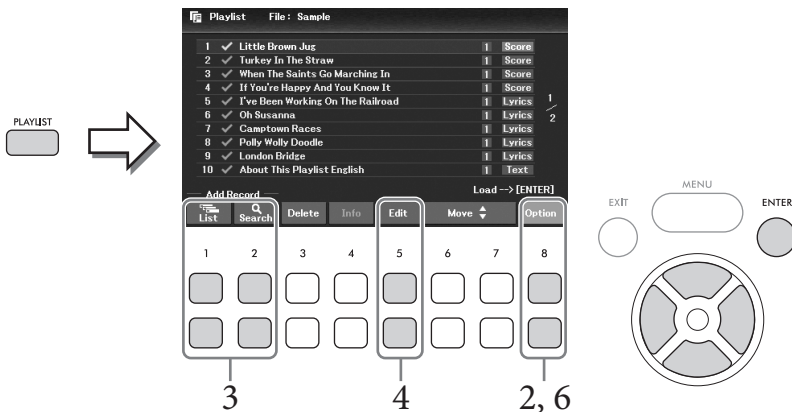 Playlist File: Sample
1 Little Brown Jug 1 Score
2 Turkey In The Straw 1 Score
3 When The Saints Go Marching In 1 Score
4 If You're Happy And You Know It 1 Score
5 I've Been Working On The Railroad 1 Lyrics
6 Oh Susanna 1 Lyrics
7 Camptown Races 1 Lyrics
8 Polly Wolly Doodle 1 Lyrics
9 London Bridge 1 Lyrics
10 About This Playlist English 1 Text
1/2
PLAYLIST
Add Record Load-->[ENTER]
List Search Delete Info Edit Move Option
EXIT MENU ENTER
1 2 3 4 5 6 7 8
3 4 2, 6